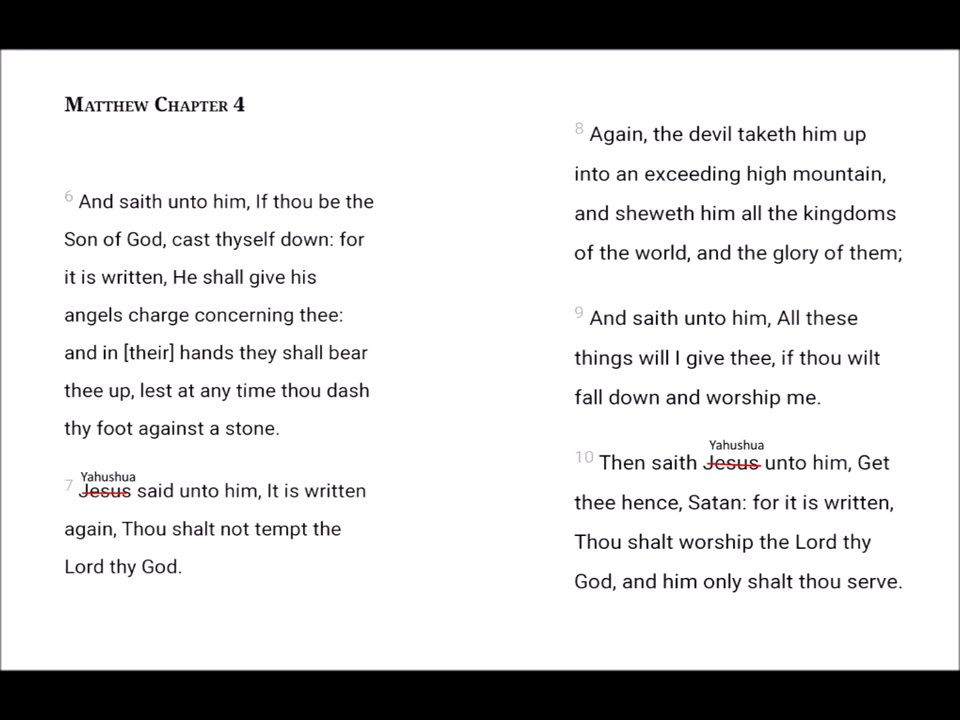 MATTHEW CHAPTER 4
6 And saith unto him, If thou be the
Son of God, cast thyself down: for
it is written, He shall give his
angels charge concerning thee:
and in [their] hands they shall bear
thee up, lest at any time thou dash
thy foot against a stone.
Yahushua
7 Jesus said unto him, It is written
again, Thou shalt not tempt the
Lord thy God.
8 Again, the devil taketh him up
into an exceeding high mountain,
and sheweth him all the kingdoms
of the world, and the glory of them;
9 And saith unto him, All these
things will I give thee, if thou wilt
fall down and worship me.
Yahushua
10 Then saith Jesus unto him, Get
thee hence, Satan: for it is written,
Thou shalt worship the Lord thy
God, and him only shalt thou serve.